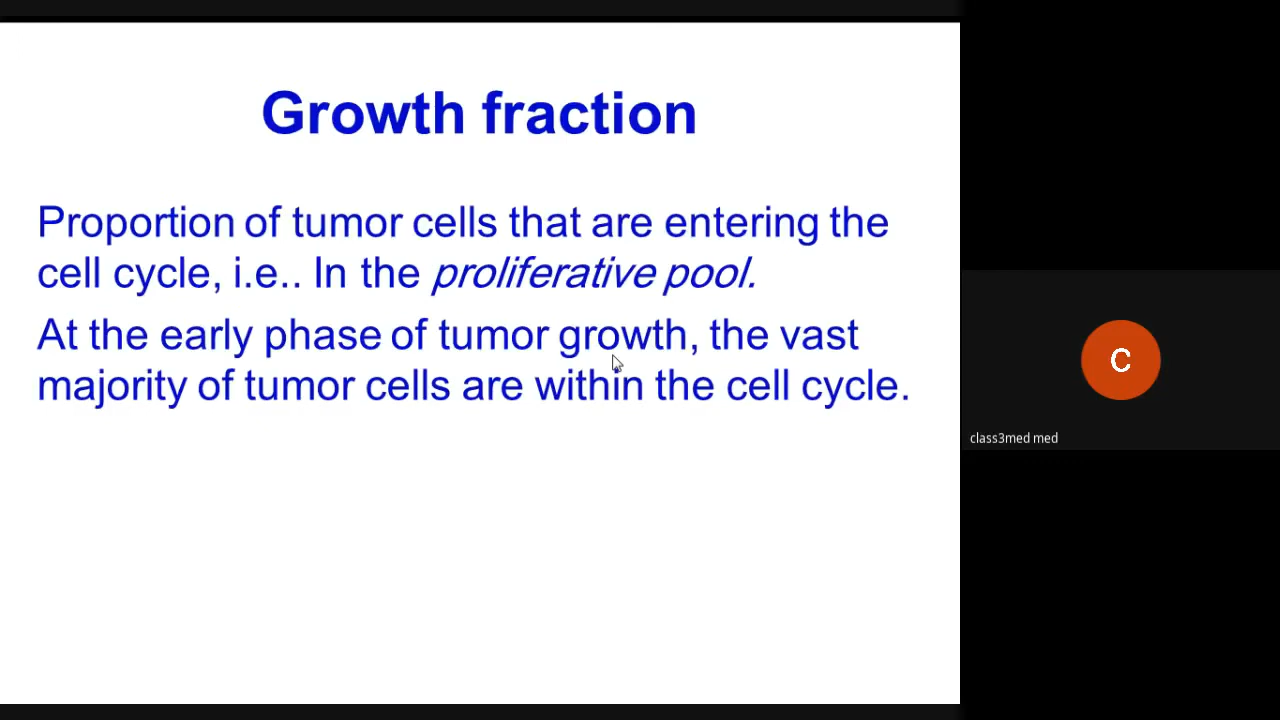 Growth fraction
Proportion of tumor cells that are entering the
cell cycle, i.e.. In the proliferative pool.
At the early phase of tumor growth, the vast
majority of tumor cells are within the cell cycle.
C
class3med med